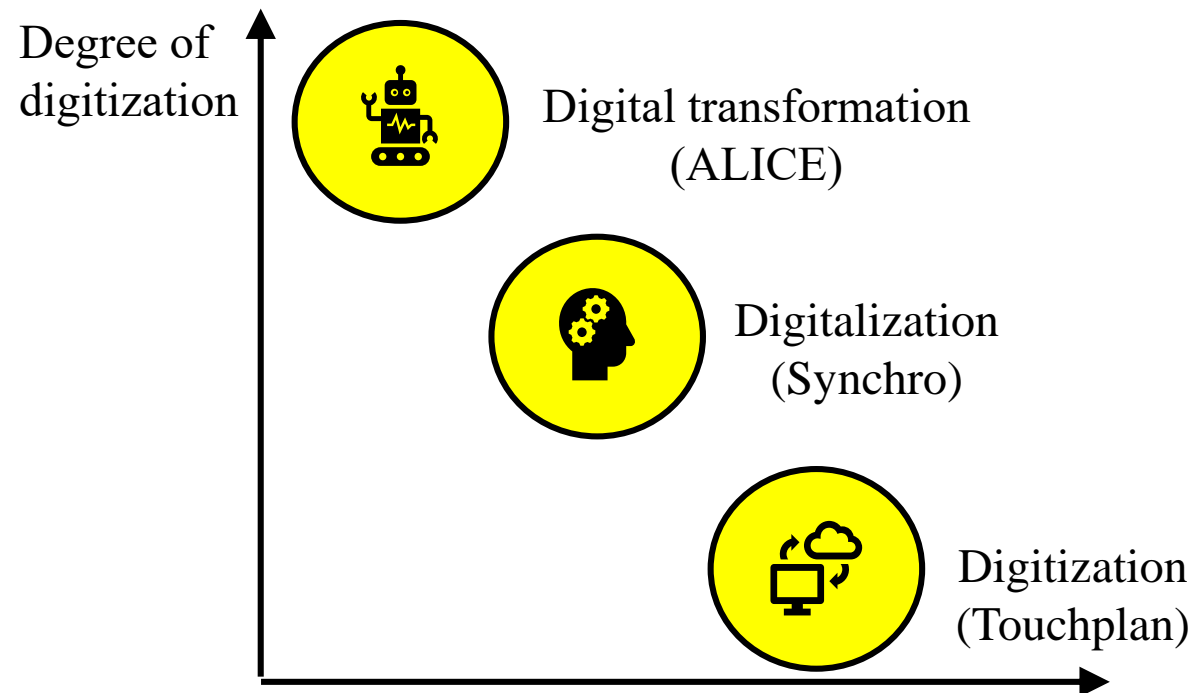 Degree of
digitization
Digital transformation
(ALICE)
Digitalization
(Synchro)
Digitization
(Touchplan)